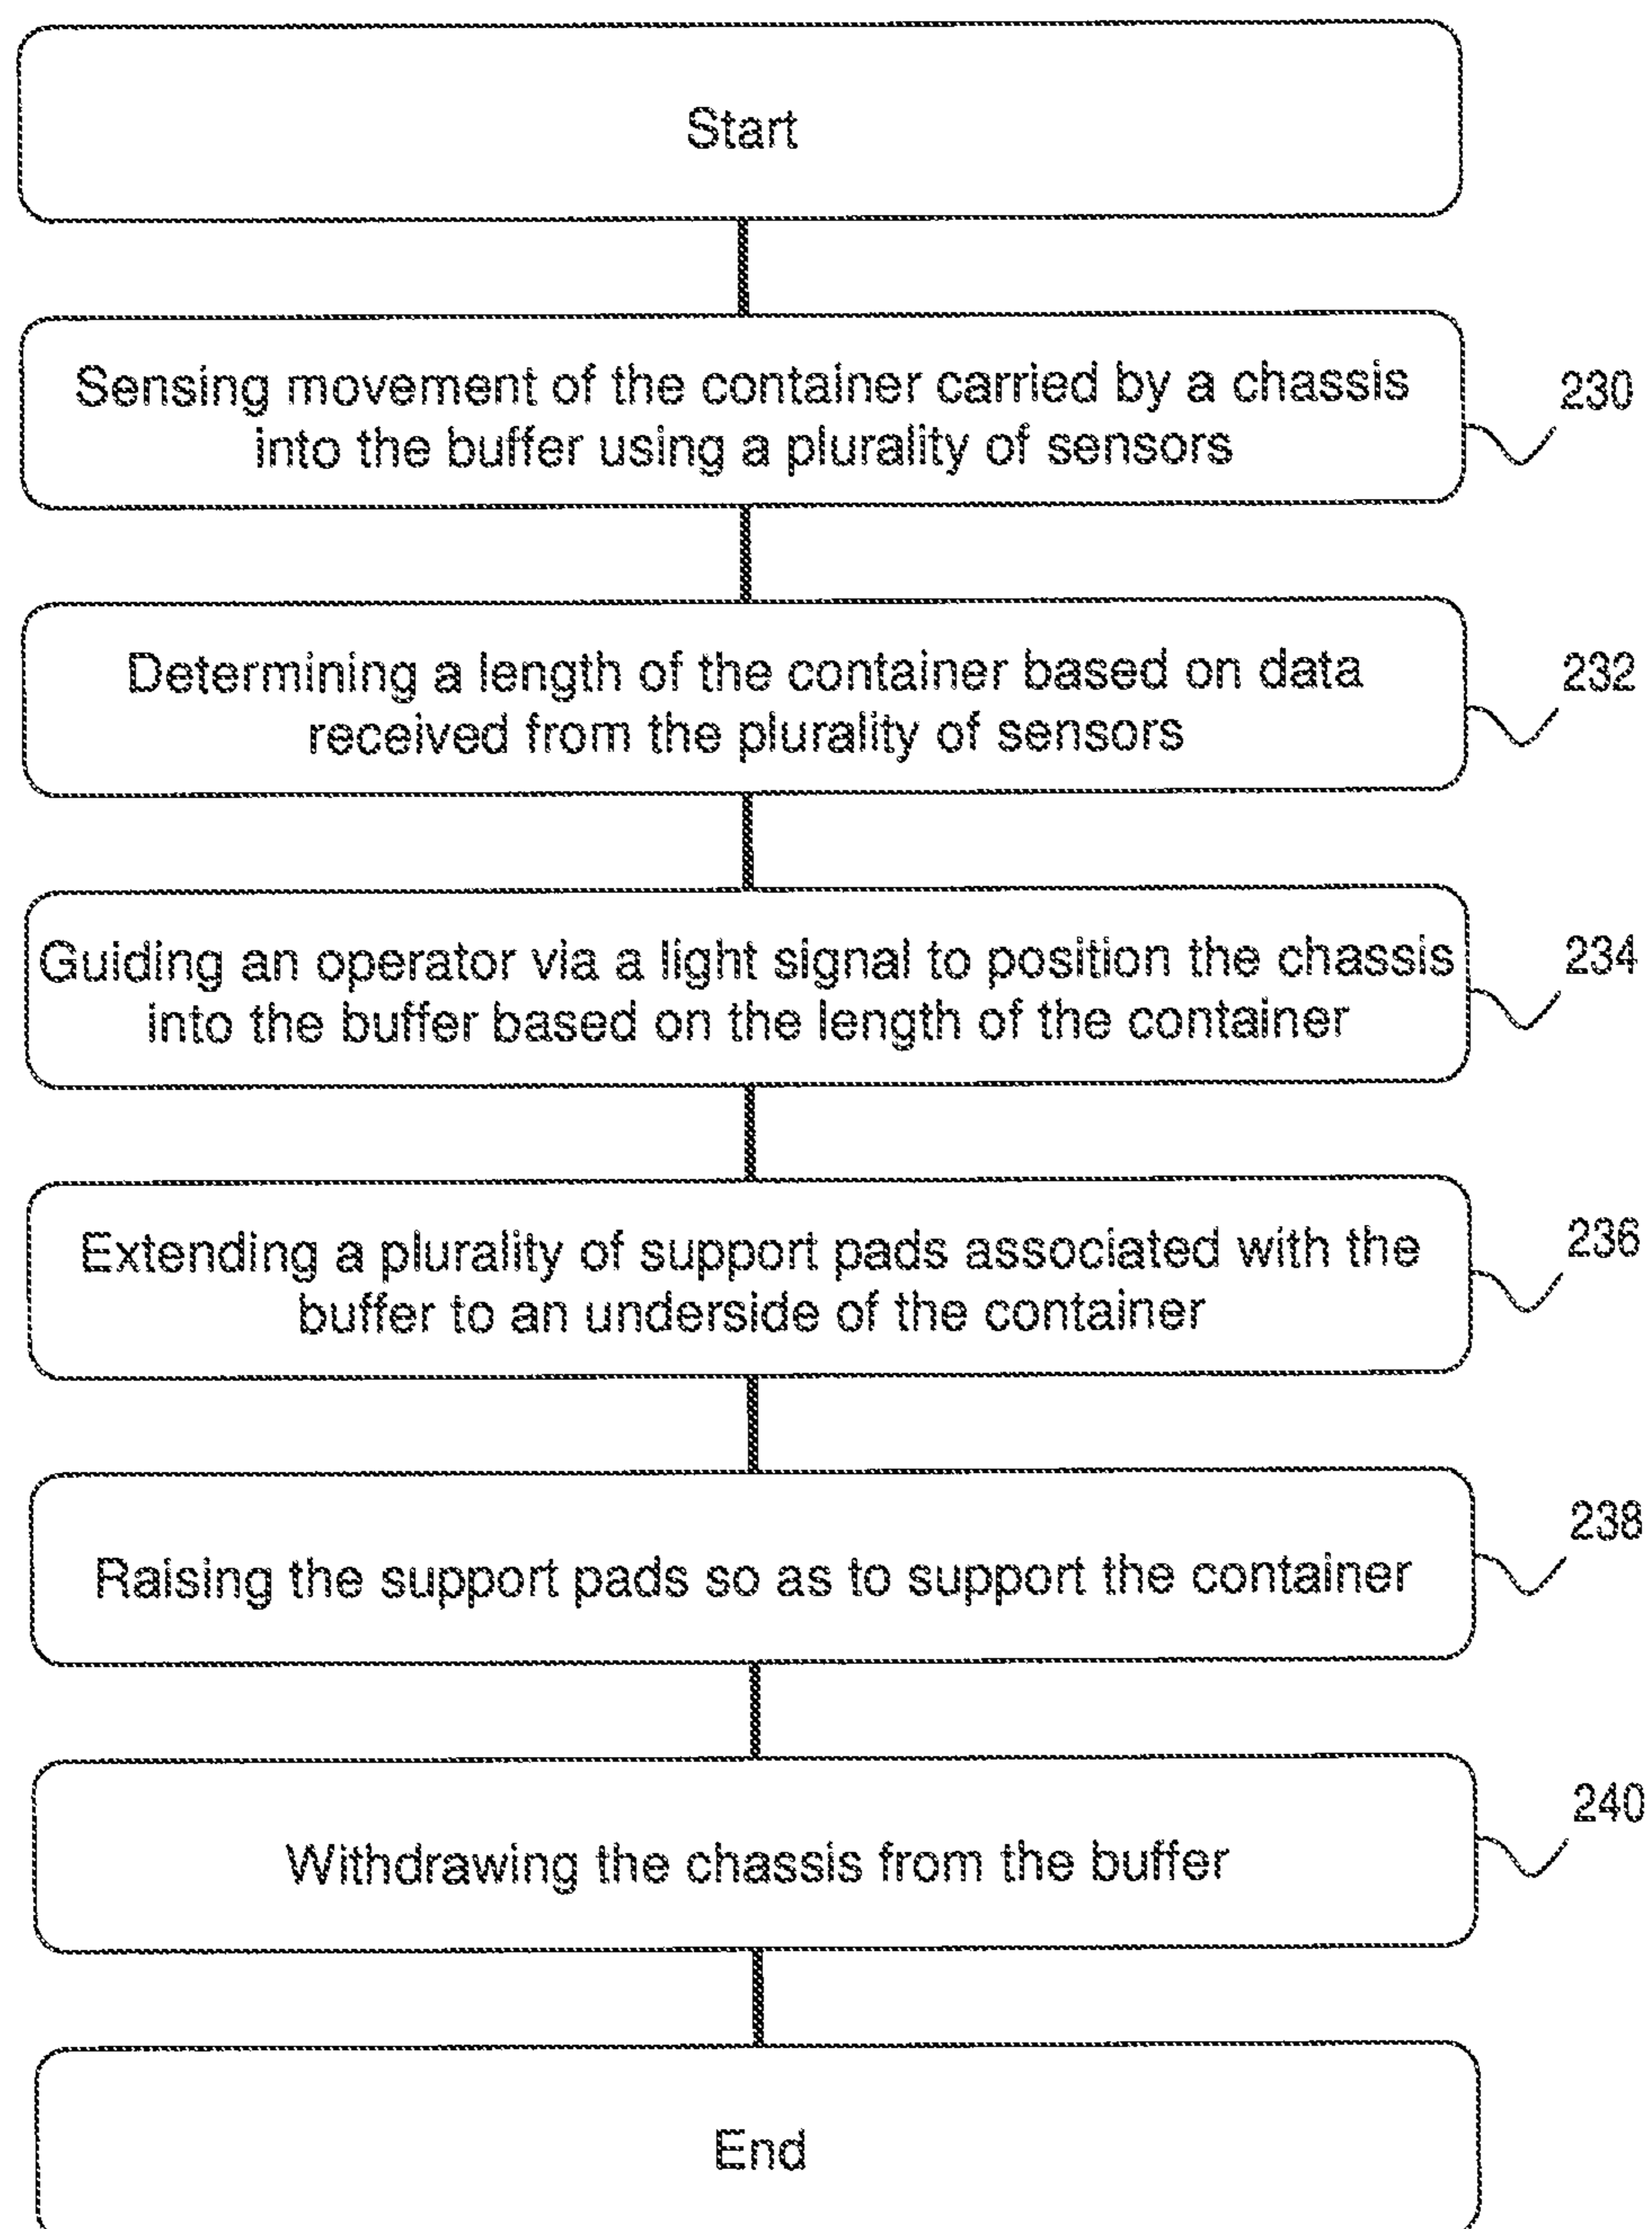 Start
Sensing movement of the container carried by a chassis
into the buffer using a plurality of sensors
230
Determining a length of the container based on data
received from the plurality of sensors
232
Guiding an operator via a light signal to position the chassis
into the buffer based on the length of the container
234
Extending a plurality of support pads associated with the
buffer to an underside of the container
236
Raising the support pads so as to support the container
238
Withdrawing the chassis from the buffer
240
End